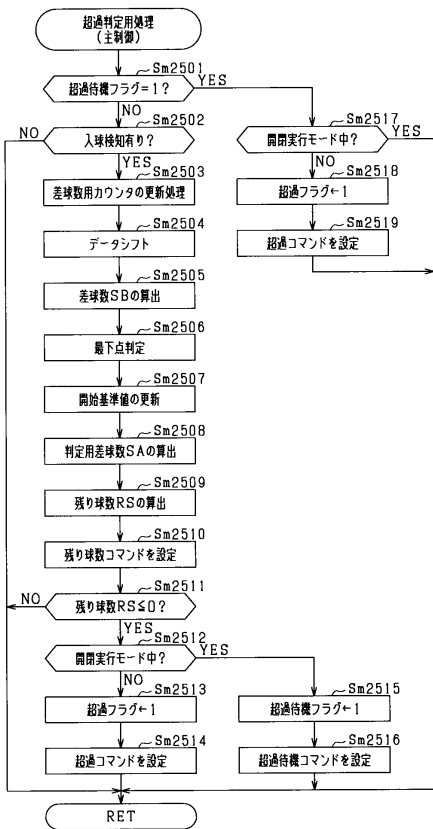 超過判定用処理
(主制御)
Sm2501
超過待機フラグ=1?
YES
NO
Sm2502
NO
入球検知有り?
YES
Sm2503
差球数用カウンタの更新処理
Sm2504
データシフト
Sm2505
差球数SBの算出
Sm2506
最下点判定
Sm2507
開始基準値の更新
Sm2508
判定用差球数SAの算出
Sm2509
残り球数RSの算出
Sm2510
残り球数コマンドを設定
Sm2511
NO
残り球数RS≦0?
YES
Sm2512
開閉実行モード中?
YES
NO
Sm2513
超過フラグ←1
Sm2514
超過コマンドを設定
Sm2515
超過待機フラグ←1
Sm2516
超過待機コマンドを設定
Sm2517
開閉実行モード中?
YES
NO
Sm2518
超過フラグ←1
Sm2519
超過コマンドを設定
RET